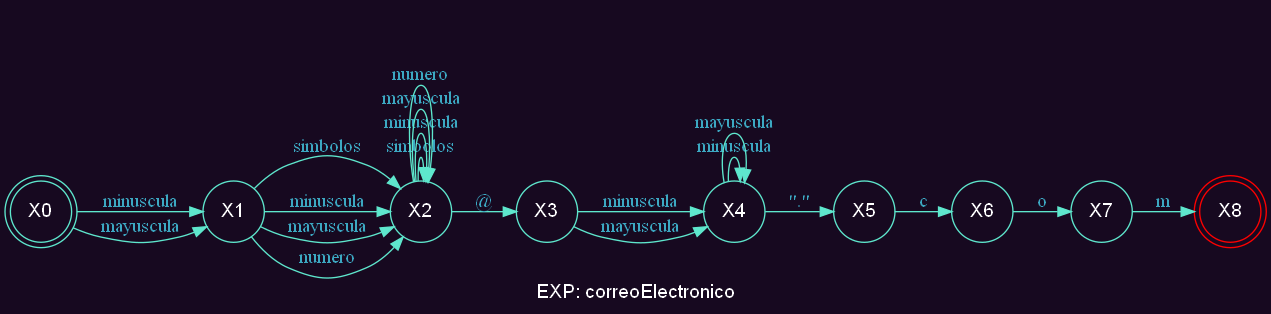 numero
mayuscula
minuscula
simbolos
mayuscula
minuscula
simbolos
X0
minuscula
mayuscula
X1
minuscula
mayuscula
numero
X2
@
X3
minuscula
mayuscula
X4
"."
X5
c
X6
o
X7
m
X8
EXP: correoElectronico